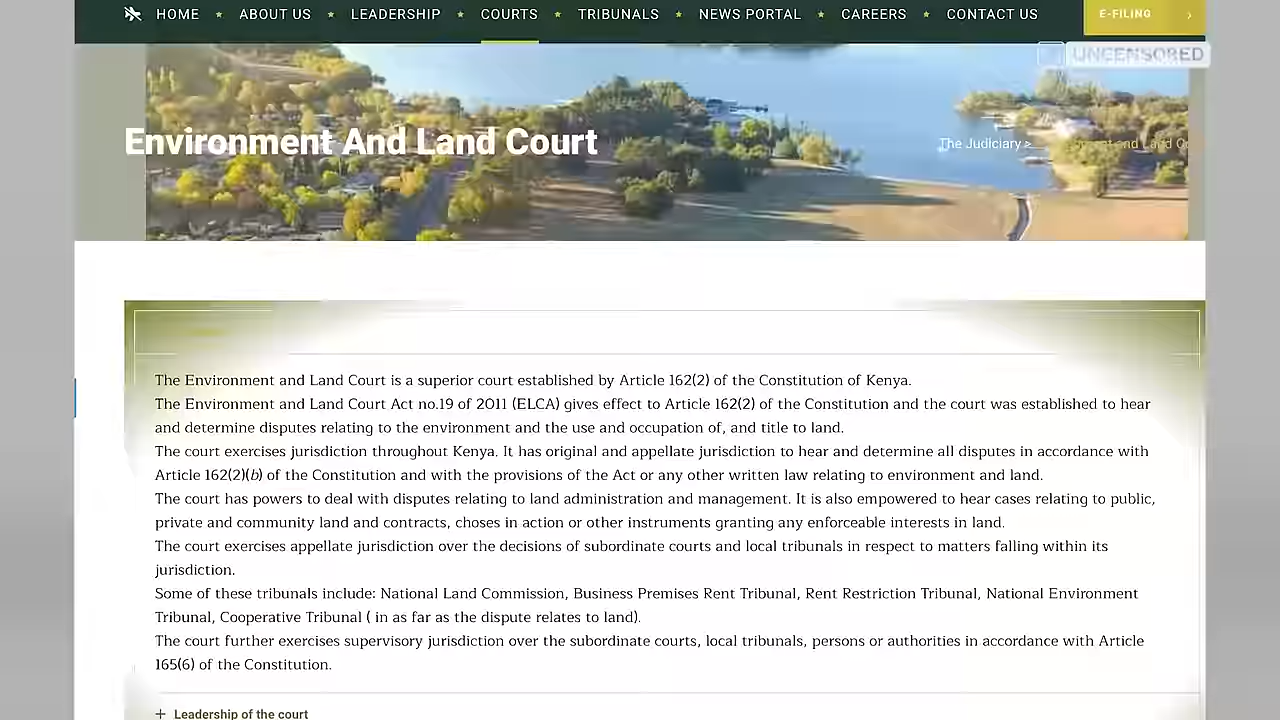 HOME ★ ABOUT US ★ LEADERSHIP ★ COURTS ★ TRIBUNALS ★ NEWS PORTAL ★ CAREERS ★ CONTACT US
E-FILING ›
UNCENSORED
Environment And Land Court
The Judiciary >
and Land
The Environment and Land Court is a superior court established by Article 162(2) of the Constitution of Kenya.
The Environment and Land Court Act no.19 of 2011 (ELCA) gives effect to Article 162(2) of the Constitution and the court was established to hear
and determine disputes relating to the environment and the use and occupation of, and title to land.
The court exercises jurisdiction throughout Kenya. It has original and appellate jurisdiction to hear and determine all disputes in accordance with
Article 162(2)(b) of the Constitution and with the provisions of the Act or any other written law relating to environment and land.
The court has powers to deal with disputes relating to land administration and management. It is also empowered to hear cases relating to public,
private and community land and contracts, choses in action or other instruments granting any enforceable interests in land.
The court exercises appellate jurisdiction over the decisions of subordinate courts and local tribunals in respect to matters falling within its
jurisdiction.
Some of these tribunals include: National Land Commission, Business Premises Rent Tribunal, Rent Restriction Tribunal, National Environment
Tribunal, Cooperative Tribunal ( in as far as the dispute relates to land).
The court further exercises supervisory jurisdiction over the subordinate courts, local tribunals, persons or authorities in accordance with Article
165(6) of the Constitution.
+ Leadership of the court